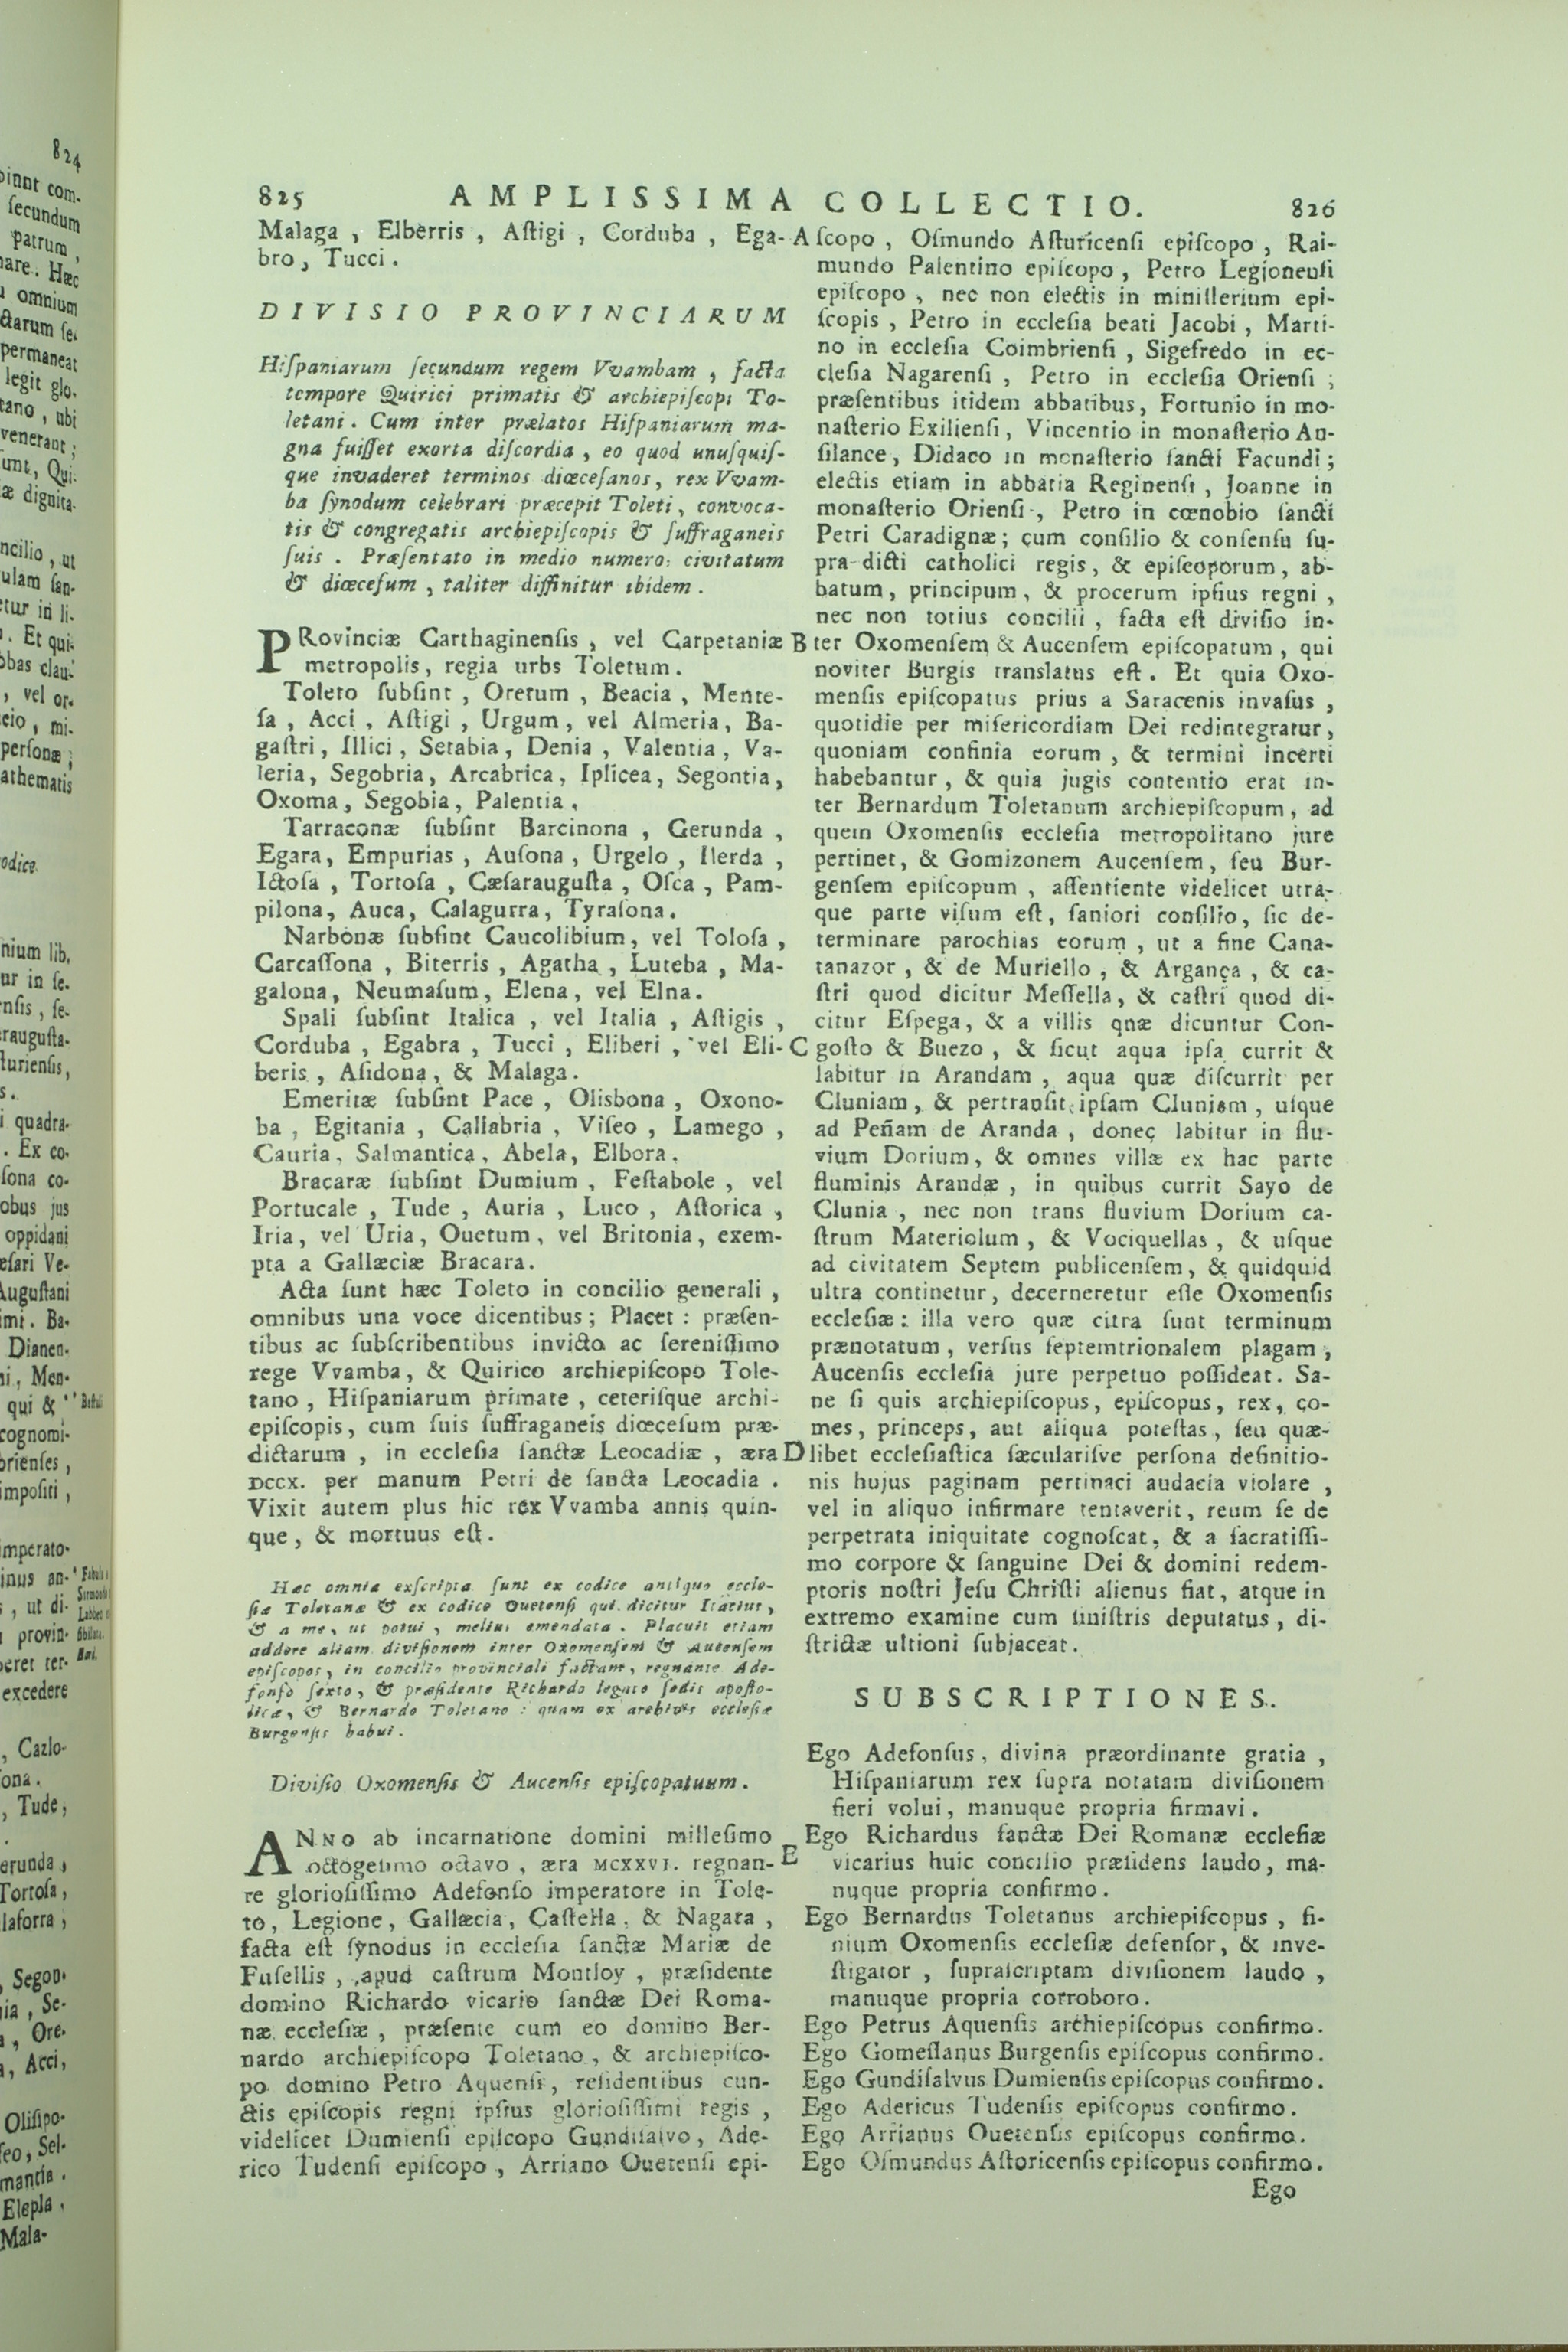 825 AMPLISSIMA COLLECTIO. 826
Malaga , Elberris , Aſtigi , Corduba , Ega-
bro, Tucci .
DIVISIO PROVINCIARUM
Hiſpaniarum ſecundum regem Vvambam , facta
tempore Quirici primatis & archiepiſcopi To-
letani . Cum inter prælatos Hiſpaniarum ma-
gna fuiſſet exorta diſcordia , eo quod unuſquiſ-
que invaderet terminos diœceſanos, rex Vvam-
ba ſynodum celebrari præcepit Toleti, convoca-
tis & congregatis archiepiſcopis & ſuffraganeis
ſuis . Præſentato in medio numero civitatum
& diœceſum , taliter diffinitur ibidem .
PRovinciæ Carthaginenſis , vel Carpetaniæ
metropolis, regia urbs Toletum .
Toleto ſubſint , Oretum , Beacia , Mente-
ſa , Acci , Aſtigi , Urgum, vel Almeria, Ba-
gaſtri, Illici , Setabia, Denia , Valentia , Va-
leria, Segobria, Arcabrica, Iplicea, Segontia,
Oxoma, Segobia, Palentia .
Tarraconæ ſubſint Barcinona , Gerunda ,
Egara, Empurias , Auſona , Urgelo , Ilerda ,
Ictoſa , Tortoſa , Cæſarauguſta , Oſca , Pam-
pilona, Auca, Calagurra, Tyraſona .
Narbonæ ſubſint Caucolibium, vel Toloſa ,
Carcaſſona , Biterris , Agatha , Luteba , Ma-
galona, Neumaſum, Elena, vel Elna.
Spali ſubſint Italica , vel Italia , Aſtigis ,
Corduba , Egabra , Tucci , Eliberi , vel Eli-
beris , Aſidona, & Malaga .
Emeritæ ſubſint Pace , Olisbona , Oxono-
ba , Egitania , Callabria , Viſeo , Lamego ,
Cauria, Salmantica, Abela, Elbora .
Bracaræ ſubſint Dumium , Feſtabole , vel
Portucale , Tude , Auria , Luco , Aſtorica ,
Iria, vel Uria, Ouetum, vel Britonia, exem-
pta a Gallæciæ Bracara.
Acta ſunt hæc Toleto in concilio generali ,
omnibus una voce dicentibus; Placet : præſen-
tibus ac ſubſcribentibus invicto ac ſereniſſimo
rege Vvamba, & Quirico archiepiſcopo Tole-
tano , Hiſpaniarum primate , ceteriſque archi-
epiſcopis, cum ſuis ſuffraganeis diœceſum præ-
dictarum , in eccleſia ſanctæ Leocadiæ , æra
DCCX. per manum Petri de ſancta Leocadia .
Vixit autem plus hic rex Vvamba annis quin-
que, & mortuus eſt .
Hæc omnia exſcripta ſunt ex codice antiquo eccle-
ſiæ Toletanæ & ex codice Ouetenſi qui dicitur Itatius,
& a me, ut potui , melius emendata . Placuit etiam
addere aliam diviſionem inter Oxomenſem & Aucenſem
epiſcopos, in concilio provinciali factam, regnante Ade-
fonſo ſexto, & præſidente Richardo legato ſedis apoſto-
licæ, & Bernardo Toletano : quam ex archivis eccleſiæ
Burgenſis habui .
Diviſio Oxomenſis & Aucenſis epiſcopatuum .
ANno ab incarnatione domini milleſimo
octogeſimo octavo , æra MCXXVI. regnan-
re glorioſiſſimo Adefonſo imperatore in Tole-
to, Legione, Gallæcia, Caſtella , & Nagara ,
facta eſt ſynodus in eccleſia ſanctæ Mariæ de
Fuſellis , apud caſtrum Montloy , præſidente
domino Richardo vicario ſanctæ Dei Roma-
næ eccleſiæ , præſente cum eo domino Ber-
nardo archiepiſcopo Toletano , & archiepiſco-
po domino Petro Aquenſi, reſidentibus cun-
ctis epiſcopis regni ipſius glorioſiſſimi regis ,
videlicet Dumienſi epiſcopo Gundiſalvo, Ade-
rico Tudenſi epiſcopo , Arriano Ouetenſi epi-
A ſcopo , Oſmundo Aſturicenſi epiſcopo , Rai-
mundo Palentino epiſcopo , Petro Legioneuſi
epiſcopo , nec non electis in miniſterium epi-
ſcopis , Petro in eccleſia beati Jacobi , Marti-
no in eccleſia Coimbrienſi , Sigefredo in ec-
cleſia Nagarenſi , Petro in eccleſia Orienſi ;
præſentibus itidem abbatibus, Fortunio in mo-
naſterio Exilienſi, Vincentio in monaſterio An-
ſilance, Didaco in monaſterio ſancti Facundi ;
electis etiam in abbatia Reginenſi , Joanne in
monaſterio Orienſi , Petro in cœnobio ſancti
Petri Caradignæ; cum conſilio & conſenſu ſu-
pra-dicti catholici regis, & epiſcoporum, ab-
batum, principum, & procerum ipſius regni ,
nec non totius concilii , facta eſt diviſio in-
B ter Oxomenſem & Aucenſem epiſcopatum, qui
noviter Burgis translatus eſt . Et quia Oxo-
menſis epiſcopatus prius a Saracenis invaſus ,
quotidie per miſericordiam Dei redintegratur,
quoniam confinia eorum , & termini incerti
habebantur, & quia jugis contentio erat in-
ter Bernardum Toletanum archiepiſcopum, ad
quem Oxomenſis eccleſia metropolitano jure
pertinet, & Gomizonem Aucenſem, ſeu Bur-
genſem epiſcopum , aſſentiente videlicet utra-
que parte viſum eſt, ſaniori conſilio, ſic de-
terminare parochias eorum , ut a fine Cana-
tanazor , & de Muriello , & Argança , & ca-
ſtri quod dicitur Meſſella, & caſtri quod di-
citur Eſpega, & a villis qnæ dicuntur Con-
C goſto & Buezo , & ſicut aqua ipſa currit &
labitur in Arandam , aqua quæ diſcurrit per
Cluniam, & pertranſit ipſam Cluniam, uſque
ad Peñam de Aranda , donec labitur in flu-
vium Dorium, & omnes villæ ex hac parte
fluminis Arandæ , in quibus currit Sayo de
Clunia , nec non trans fluvium Dorium ca-
ſtrum Materiolum , & Vociquellas , & uſque
ad civitatem Septem publicenſem, & quidquid
ultra continetur, decerneretur eſſe Oxomenſis
eccleſiæ : illa vero quæ citra ſunt terminum
prænotatum , verſus ſeptemtrionalem plagam ,
Aucenſis eccleſia jure perpetuo poſſideat. Sa-
ne ſi quis archiepiſcopus, epiſcopus, rex, co-
mes, princeps, aut aliqua poteſtas, ſeu quæ-
D libet eccleſiaſtica ſæculariſve perſona definitio-
nis hujus paginam pertinaci audacia violare ,
vel in aliquo infirmare tentaverit, reum ſe de
perpetrata iniquitate cognoſcat, & a ſacratiſſi-
mo corpore & ſanguine Dei & domini redem-
ptoris noſtri Jeſu Chriſti alienus fiat, atque in
extremo examine cum ſiniſtris deputatus, di-
ſtrictæ ultioni ſubjaceat .
SUBSCRIPTIONES.
Ego Adefonſus, divina præordinante gratia ,
Hiſpaniarum rex ſupra notatam diviſionem
fieri volui, manuque propria firmavi .
E Ego Richardus ſanctæ Dei Romanæ eccleſiæ
vicarius huic concilio præſidens laudo, ma-
nuque propria confirmo .
Ego Bernardus Toletanus archiepiſcopus , fi-
nium Oxomenſis eccleſiæ defenſor, & inve-
ſtigator , ſupraſcriptam diviſionem laudo ,
manuque propria corroboro .
Ego Petrus Aquenſis archiepiſcopus confirmo .
Ego Gomeſſanus Burgenſis epiſcopus confirmo .
Ego Gundiſalvus Dumienſis epiſcopus confirmo .
Ego Adericus Tudenſis epiſcopus confirmo .
Ego Arrianus Ouetenſis epiſcopus confirmo .
Ego Oſmundus Aſtoricenſis epiſcopus confirmo .
Ego